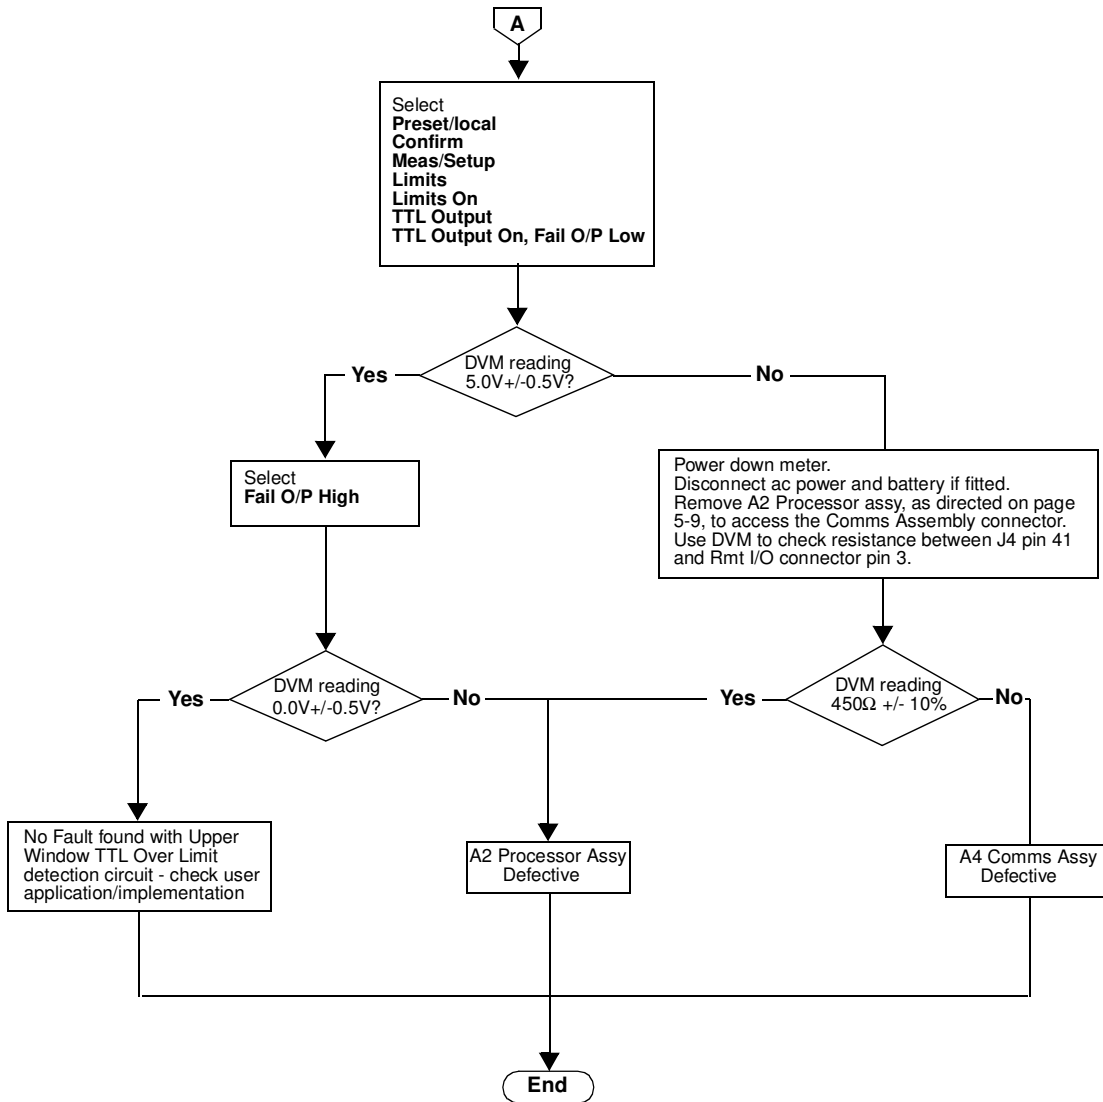 A
Select
Preset/local
Confirm
Meas/Setup
Limits
Limits On
TTL Output
TTL Output On, Fail O/P Low
DVM reading
5.0V+/-0.5V?
Yes
No
Select
Fail O/P High
Power down meter.
Disconnect ac power and battery if fitted.
Remove A2 Processor assy, as directed on page
5-9, to access the Comms Assembly connector.
Use DVM to check resistance between J4 pin 41
and Rmt I/O connector pin 3.
DVM reading
0.0V+/-0.5V?
Yes
No
DVM reading
450Ω +/- 10%
Yes
No
No Fault found with Upper
Window TTL Over Limit
detection circuit - check user
application/implementation
A2 Processor Assy
Defective
A4 Comms Assy
Defective
End